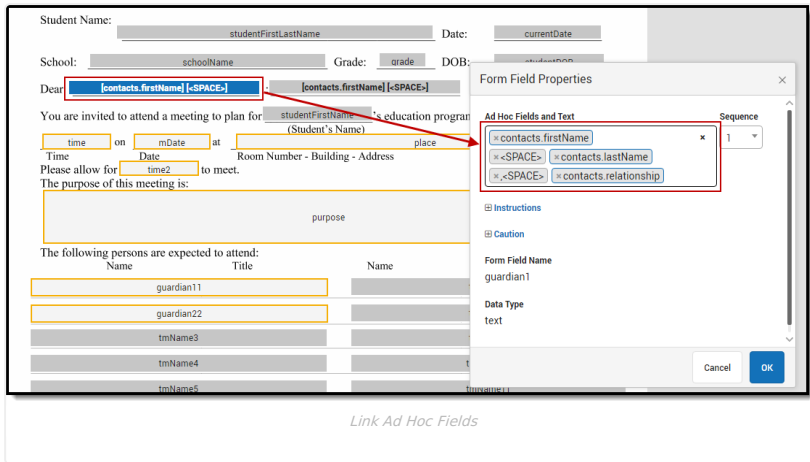 Student Name:
studentFirstLastName
Date:
currentDate
School:
schoolName
Grade:
grade
DOB:
studentDOB
Dear
[contacts.firstName] [<SPACE>]
:
[contacts.firstName] [<SPACE>]
You are invited to attend a meeting to plan for studentFirstName 's education program
(Student's Name)
time on mDate at place
Time Date Room Number - Building - Address
Please allow for time2 to meet.
The purpose of this meeting is:
purpose
The following persons are expected to attend:
Name Title Name
guardian11
guardian22
tmName3
tmName4
tmName5
tmName11
Form Field Properties ×
Ad Hoc Fields and Text Sequence
×contacts.firstName × 1
×<SPACE> ×contacts.lastName
×,<SPACE> ×contacts.relationship
Instructions
Caution
Form Field Name
guardian1
Data Type
text
Cancel OK
Link Ad Hoc Fields